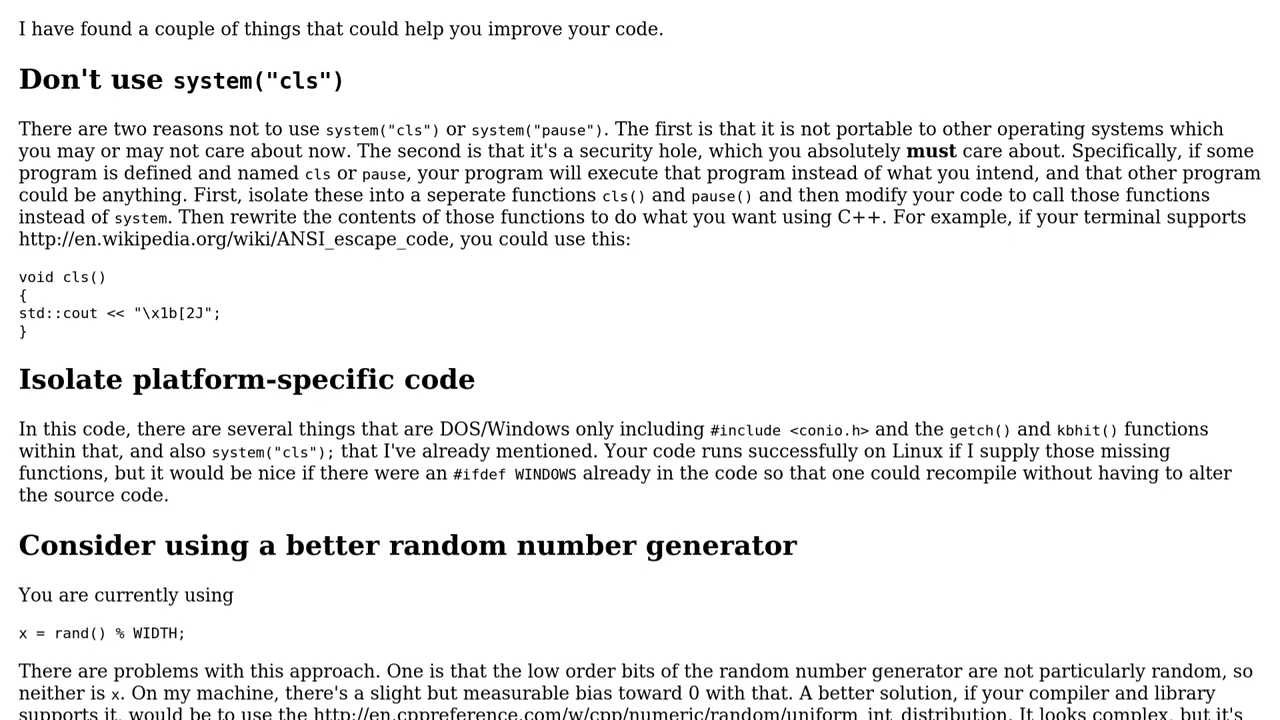 I have found a couple of things that could help you improve your code.
Don't use system("cls")
There are two reasons not to use system("cls") or system("pause"). The first is that it is not portable to other operating systems which
you may or may not care about now. The second is that it's a security hole, which you absolutely must care about. Specifically, if some
program is defined and named cls or pause, your program will execute that program instead of what you intend, and that other program
could be anything. First, isolate these into a seperate functions cls() and pause() and then modify your code to call those functions
instead of system. Then rewrite the contents of those functions to do what you want using C++. For example, if your terminal supports
http://en.wikipedia.org/wiki/ANSI_escape_code, you could use this:
void cls()
{
std::cout << "\x1b[2J";
}
Isolate platform-specific code
In this code, there are several things that are DOS/Windows only including #include <conio.h> and the getch() and kbhit() functions
within that, and also system("cls"); that I've already mentioned. Your code runs successfully on Linux if I supply those missing
functions, but it would be nice if there were an #ifdef WINDOWS already in the code so that one could recompile without having to alter
the source code.
Consider using a better random number generator
You are currently using
x = rand() % WIDTH;
There are problems with this approach. One is that the low order bits of the random number generator are not particularly random, so
neither is x. On my machine, there's a slight but measurable bias toward 0 with that. A better solution, if your compiler and library
supports it, would be to use the http://en.cppreference.com/w/cpp/numeric/random/uniform_int_distribution. It looks complex, but it's